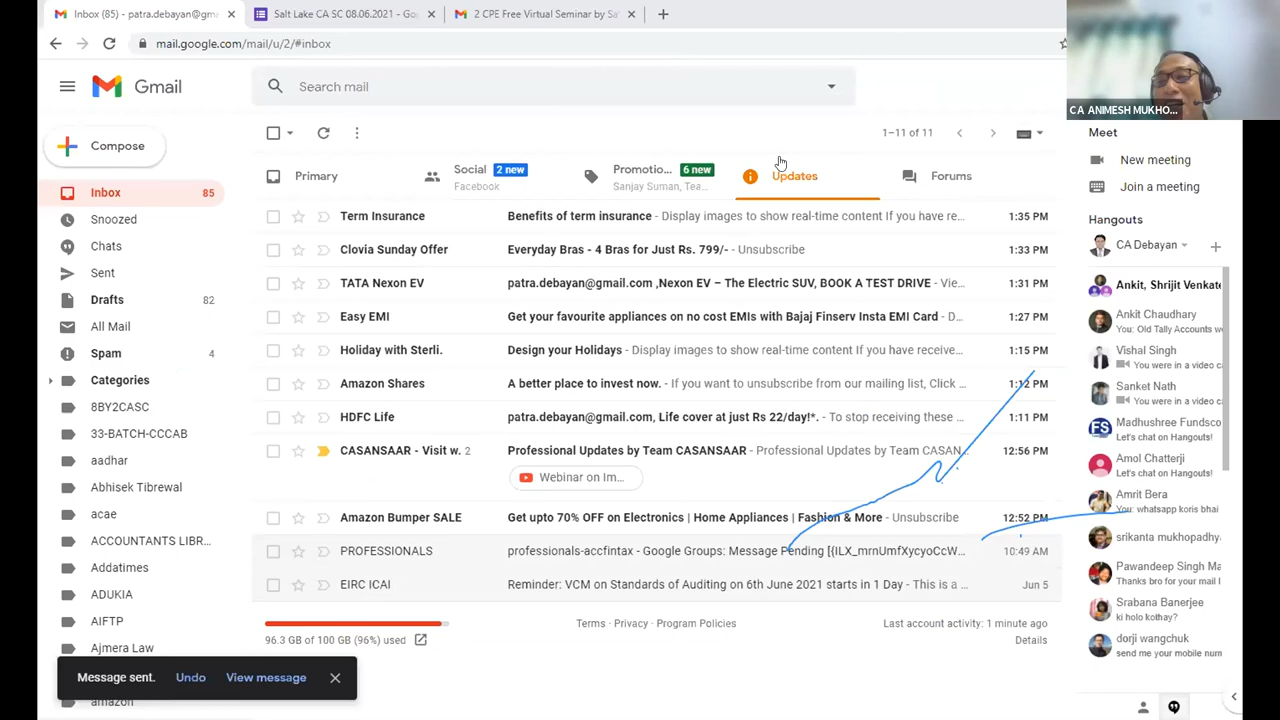 Inbox (85) - patra.debayan@gma
Salt Lake CA SC 08.06.2021 - Go
2 CPE Free Virtual Seminar by Sa
mail.google.com/mail/u/2/#inbox
Gmail
Search mail
CA ANIMESH MUKHO...
Compose
1–11 of 11
Meet
New meeting
Join a meeting
Primary
Social 2 new
Facebook
Promotio... 6 new
Sanjay Suman, Tea...
Updates
Forums
Inbox 85
Snoozed
Chats
Sent
Drafts 82
All Mail
Spam 4
Categories
8BY2CASC
33-BATCH-CCCAB
aadhar
Abhisek Tibrewal
acae
ACCOUNTANTS LIBR...
Addatimes
ADUKIA
AIFTP
Ajmera Law
amazon
Term Insurance Benefits of term insurance - Display images to show real-time content If you have re... 1:35 PM
Clovia Sunday Offer Everyday Bras - 4 Bras for Just Rs. 799/- - Unsubscribe 1:33 PM
TATA Nexon EV patra.debayan@gmail.com ,Nexon EV – The Electric SUV, BOOK A TEST DRIVE - Vie... 1:31 PM
Easy EMI Get your favourite appliances on no cost EMIs with Bajaj Finserv Insta EMI Card - D... 1:27 PM
Holiday with Sterli. Design your Holidays - Display images to show real-time content If you have receive... 1:15 PM
Amazon Shares A better place to invest now. - If you want to unsubscribe from our mailing list, Click ... 1:12 PM
HDFC Life patra.debayan@gmail.com, Life cover at just Rs 22/day!*. - To stop receiving these ... 1:11 PM
CASANSAAR - Visit w. 2 Professional Updates by Team CASANSAAR - Professional Updates by Team CASAN... 12:56 PM
Webinar on Im...
Amazon Bumper SALE Get upto 70% OFF on Electronics | Home Appliances | Fashion & More - Unsubscribe 12:52 PM
PROFESSIONALS professionals-accfintax - Google Groups: Message Pending [{ILX_mrnUmfXycyoCcW... 10:49 AM
EIRC ICAI Reminder: VCM on Standards of Auditing on 6th June 2021 starts in 1 Day - This is a ... Jun 5
96.3 GB of 100 GB (96%) used
Terms · Privacy · Program Policies
Last account activity: 1 minute ago
Details
Message sent. Undo View message
Hangouts
CA Debayan
Ankit, Shrijit Venkate
Ankit Chaudhary
You: Old Tally Accounts w
Vishal Singh
You were in a video c
Sanket Nath
You were in a video c
Madhushree Fundsco
Let's chat on Hangouts!
Amol Chatterji
Let's chat on Hangouts!
Amrit Bera
You: whatsapp koris bhai
srikanta mukhopadhy
Pawandeep Singh Ma
Thanks bro for your mail I
Srabana Banerjee
ki holo kothay?
dorji wangchuk
send me your mobile num